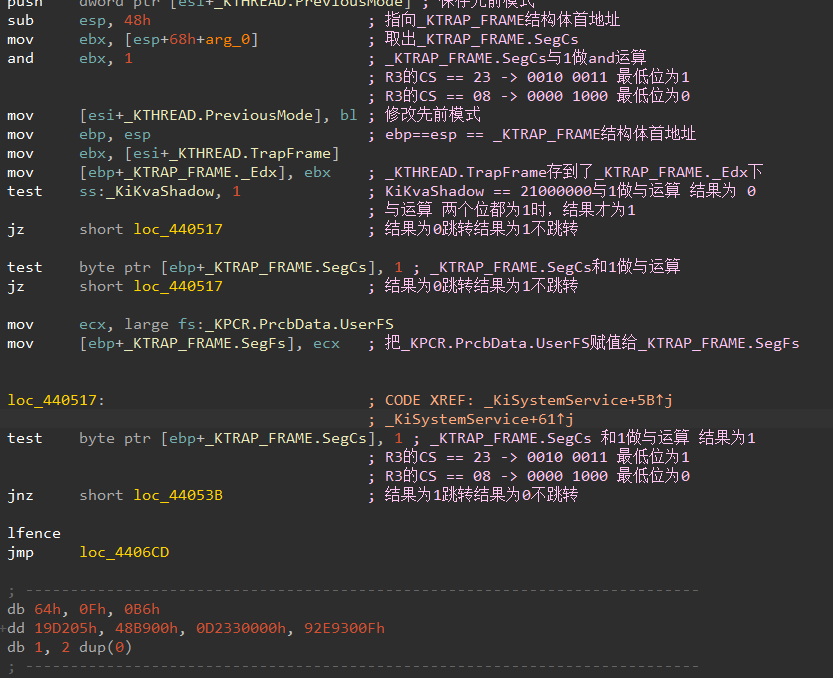 push    dword ptr [esi+_KTHREAD.PreviousMode] ; 保存先前模式
sub     esp, 48h                        ; 指向_KTRAP_FRAME结构体首地址
mov     ebx, [esp+68h+arg_0]            ; 取出_KTRAP_FRAME.SegCs
and     ebx, 1                          ; _KTRAP_FRAME.SegCs与1做and运算
                                        ; R3的CS == 23 -> 0010 0011 最低位为1
                                        ; R3的CS == 08 -> 0000 1000 最低位为0
mov     [esi+_KTHREAD.PreviousMode], bl ; 修改先前模式
mov     ebp, esp                        ; ebp==esp == _KTRAP_FRAME结构体首地址
mov     ebx, [esi+_KTHREAD.TrapFrame]
mov     [ebp+_KTRAP_FRAME._Edx], ebx    ; _KTHREAD.TrapFrame存到了_KTRAP_FRAME._Edx下
test    ss:_KiKvaShadow, 1              ; KiKvaShadow == 21000000与1做与运算 结果为 0
                                        ; 与运算 两个位都为1时，结果才为1
jz      short loc_440517                ; 结果为0跳转结果为1不跳转
test    byte ptr [ebp+_KTRAP_FRAME.SegCs], 1 ; _KTRAP_FRAME.SegCs和1做与运算
jz      short loc_440517                ; 结果为0跳转结果为1不跳转
mov     ecx, large fs:_KPCR.PrcbData.UserFS
mov     [ebp+_KTRAP_FRAME.SegFs], ecx   ; 把_KPCR.PrcbData.UserFS赋值给_KTRAP_FRAME.SegFs
loc_440517:                             ; CODE XREF: _KiSystemService+5B↑j
                                        ; _KiSystemService+61↑j
test    byte ptr [ebp+_KTRAP_FRAME.SegCs], 1 ; _KTRAP_FRAME.SegCs 和1做与运算 结果为1
                                        ; R3的CS == 23 -> 0010 0011 最低位为1
                                        ; R3的CS == 08 -> 0000 1000 最低位为0
jnz     short loc_44053B                ; 结果为1跳转结果为0不跳转
lfence
jmp     loc_4406CD
; ---------------------------------------------------------------------------
db 64h, 0Fh, 0B6h
+dd 19D205h, 48B900h, 0D2330000h, 92E9300Fh
db 1, 2 dup(0)
; ---------------------------------------------------------------------------